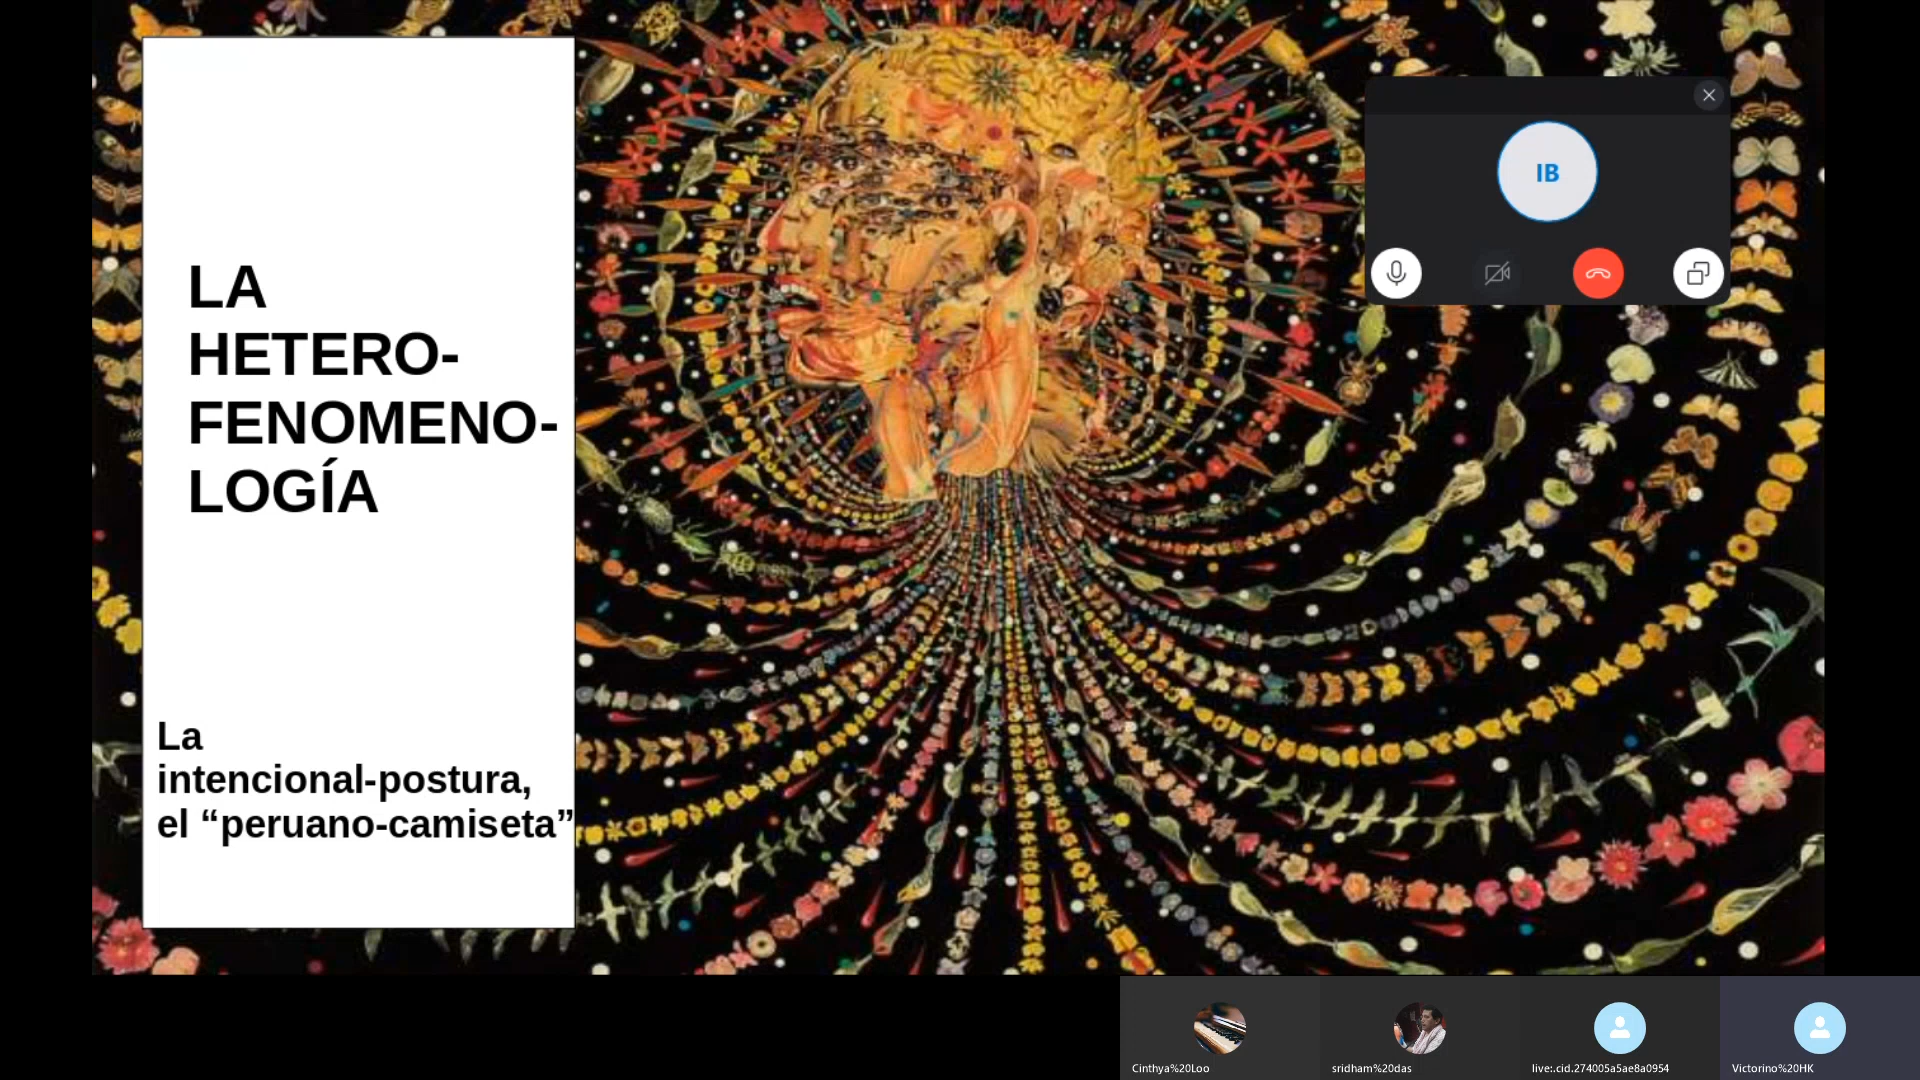 LA
HETERO-
FENOMENO-
LOGÍA
La
intencional-postura,
el “peruano-camiseta”
IB
Cinthya%20Loo
sridham%20das
live:.cid.274005a5ae8a0954
Victorino%20HK